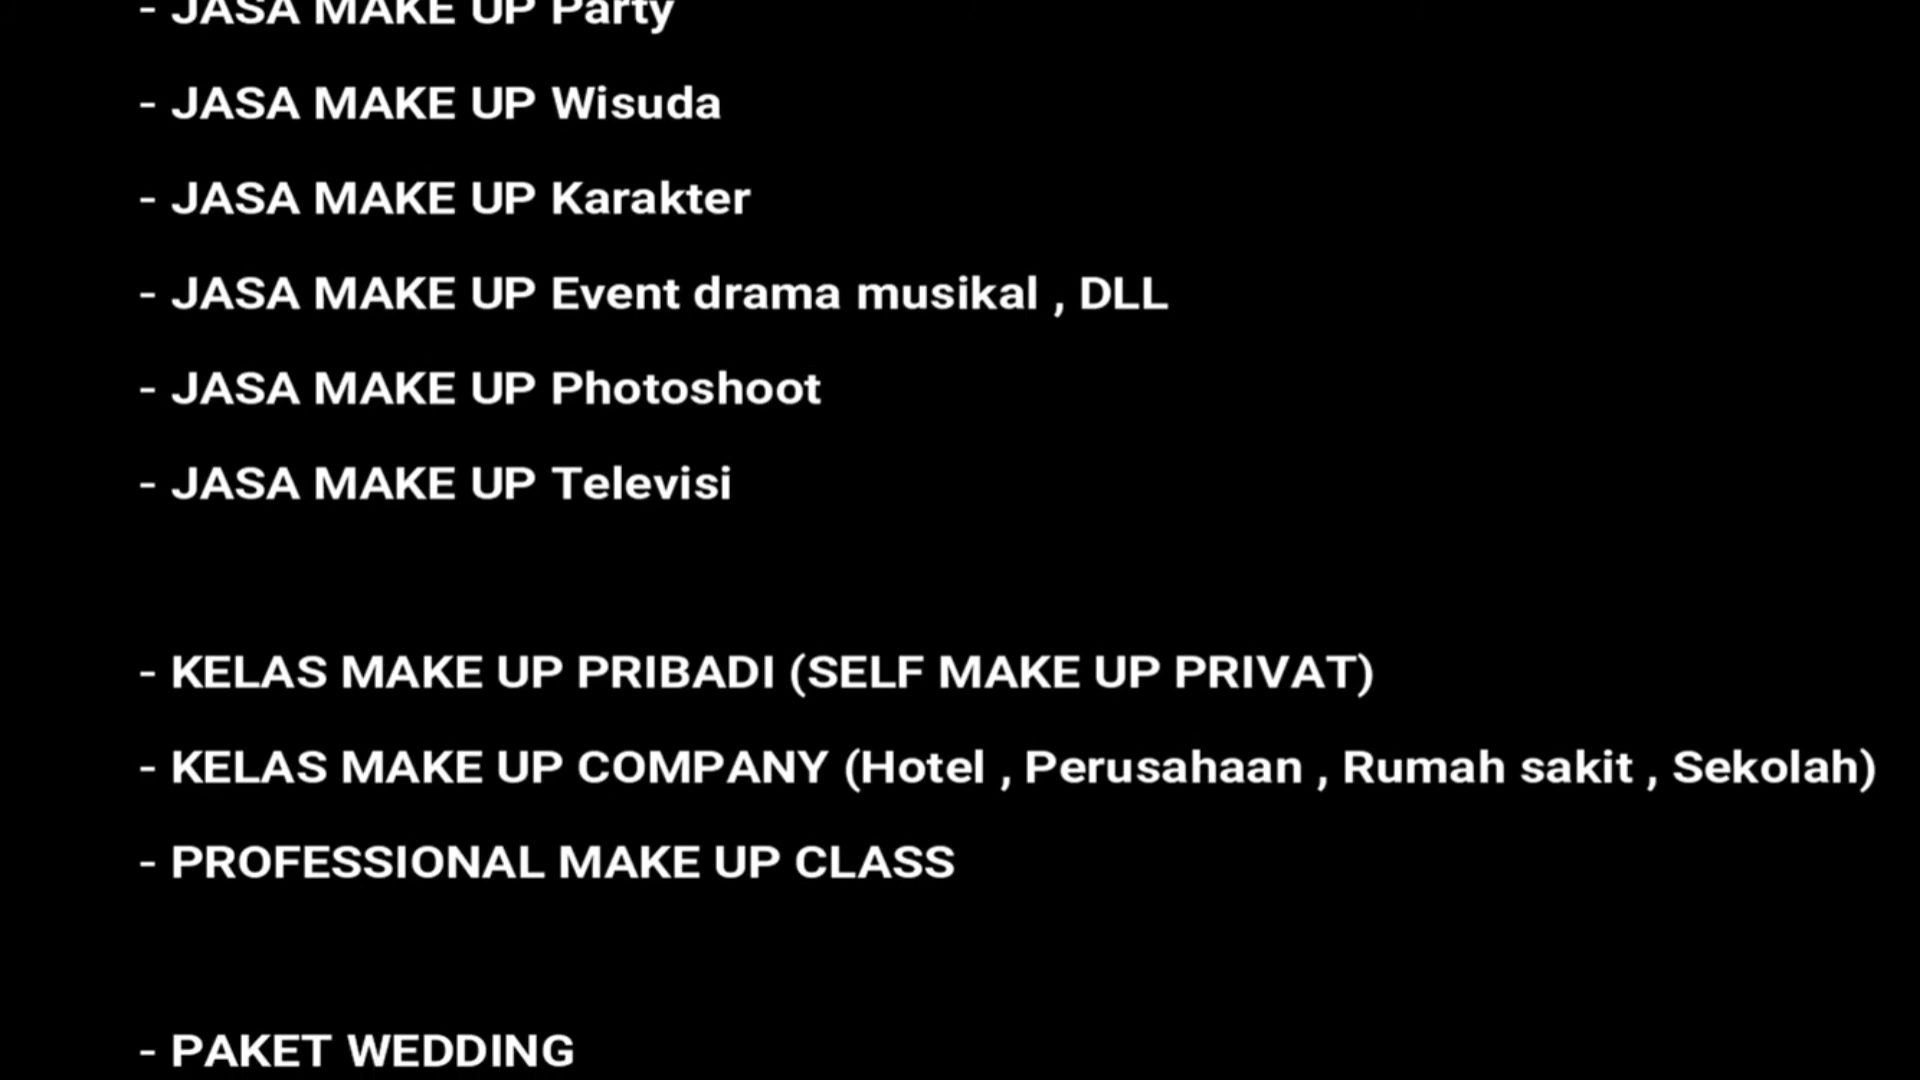 - JASA MAKE UP Party
- JASA MAKE UP Wisuda
- JASA MAKE UP Karakter
- JASA MAKE UP Event drama musikal , DLL
- JASA MAKE UP Photoshoot
- JASA MAKE UP Televisi
- KELAS MAKE UP PRIBADI (SELF MAKE UP PRIVAT)
- KELAS MAKE UP COMPANY (Hotel , Perusahaan , Rumah sakit , Sekolah)
- PROFESSIONAL MAKE UP CLASS
- PAKET WEDDING